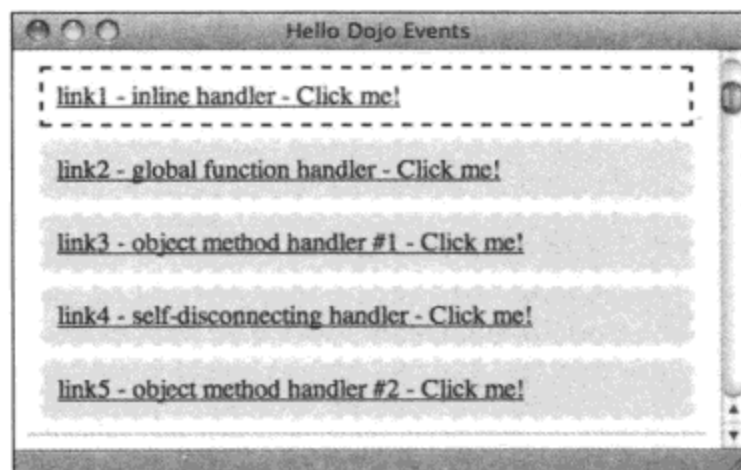 Hello Dojo Events
link1 - inline handler - Click me!
link2 - global function handler - Click me!
link3 - object method handler #1 - Click me!
link4 - self-disconnecting handler - Click me!
link5 - object method handler #2 - Click me!